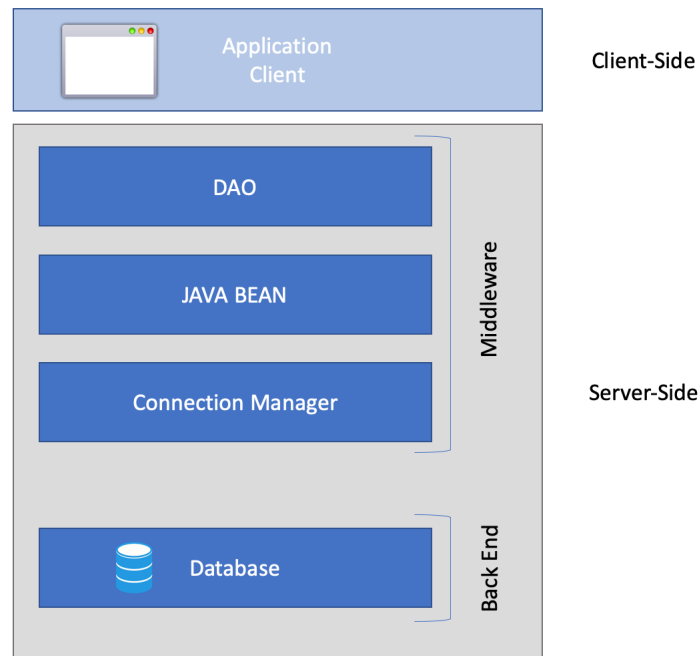 Application
Client
Client-Side
DAO
JAVA BEAN
Middleware
Connection Manager
Server-Side
Database
Back End